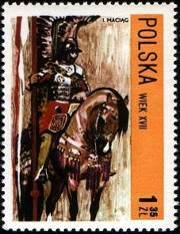 I. MACIĄG
POLSKA
WIEK XVII
1 35
ZŁ